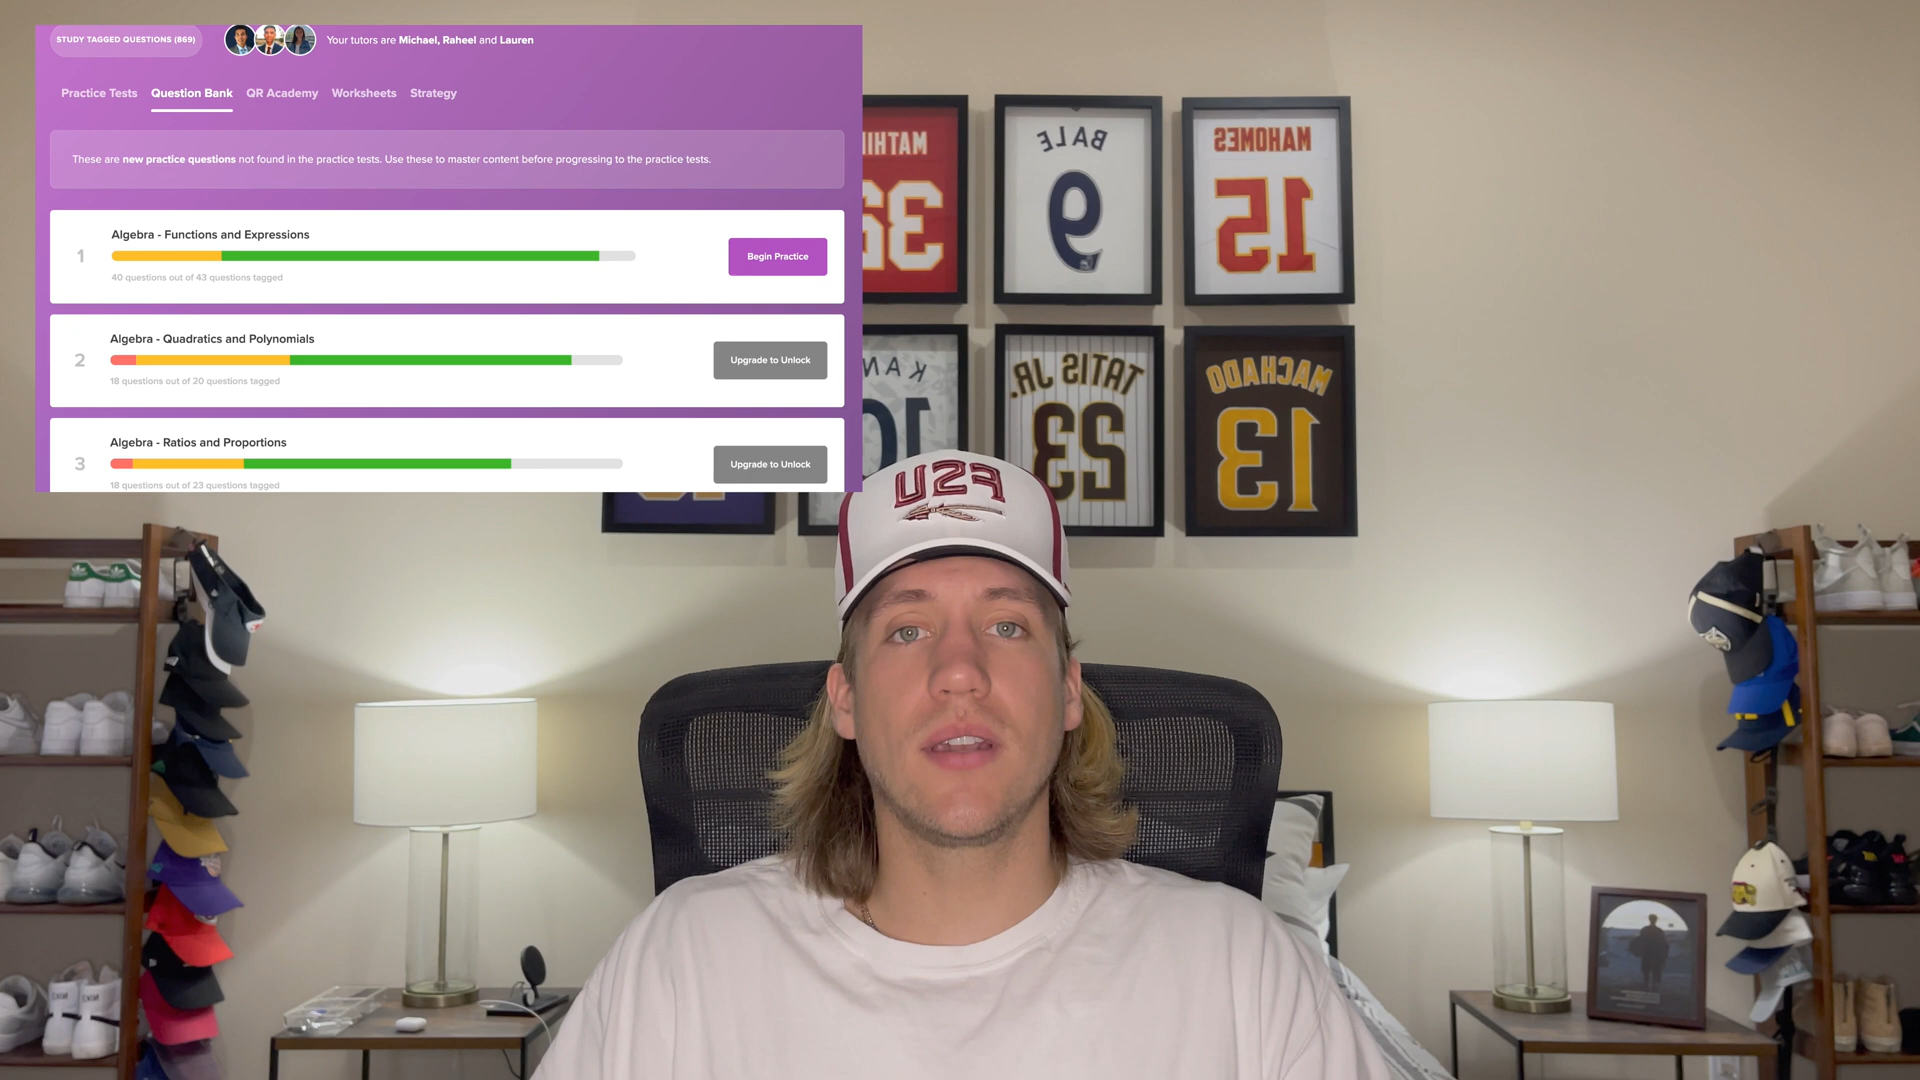 STUDY TAGGED QUESTIONS (869)
Your tutors are Michael, Raheel and Lauren
Practice Tests Question Bank QR Academy Worksheets Strategy
These are new practice questions not found in the practice tests. Use these to master content before progressing to the practice tests.
1
Algebra - Functions and Expressions
40 questions out of 43 questions tagged
Begin Practice
2
Algebra - Quadratics and Polynomials
18 questions out of 20 questions tagged
Upgrade to Unlock
3
Algebra - Ratios and Proportions
18 questions out of 23 questions tagged
Upgrade to Unlock
BALE
9
MAHOMES
15
TATIS JR.
23
MACHADO
13
FSU